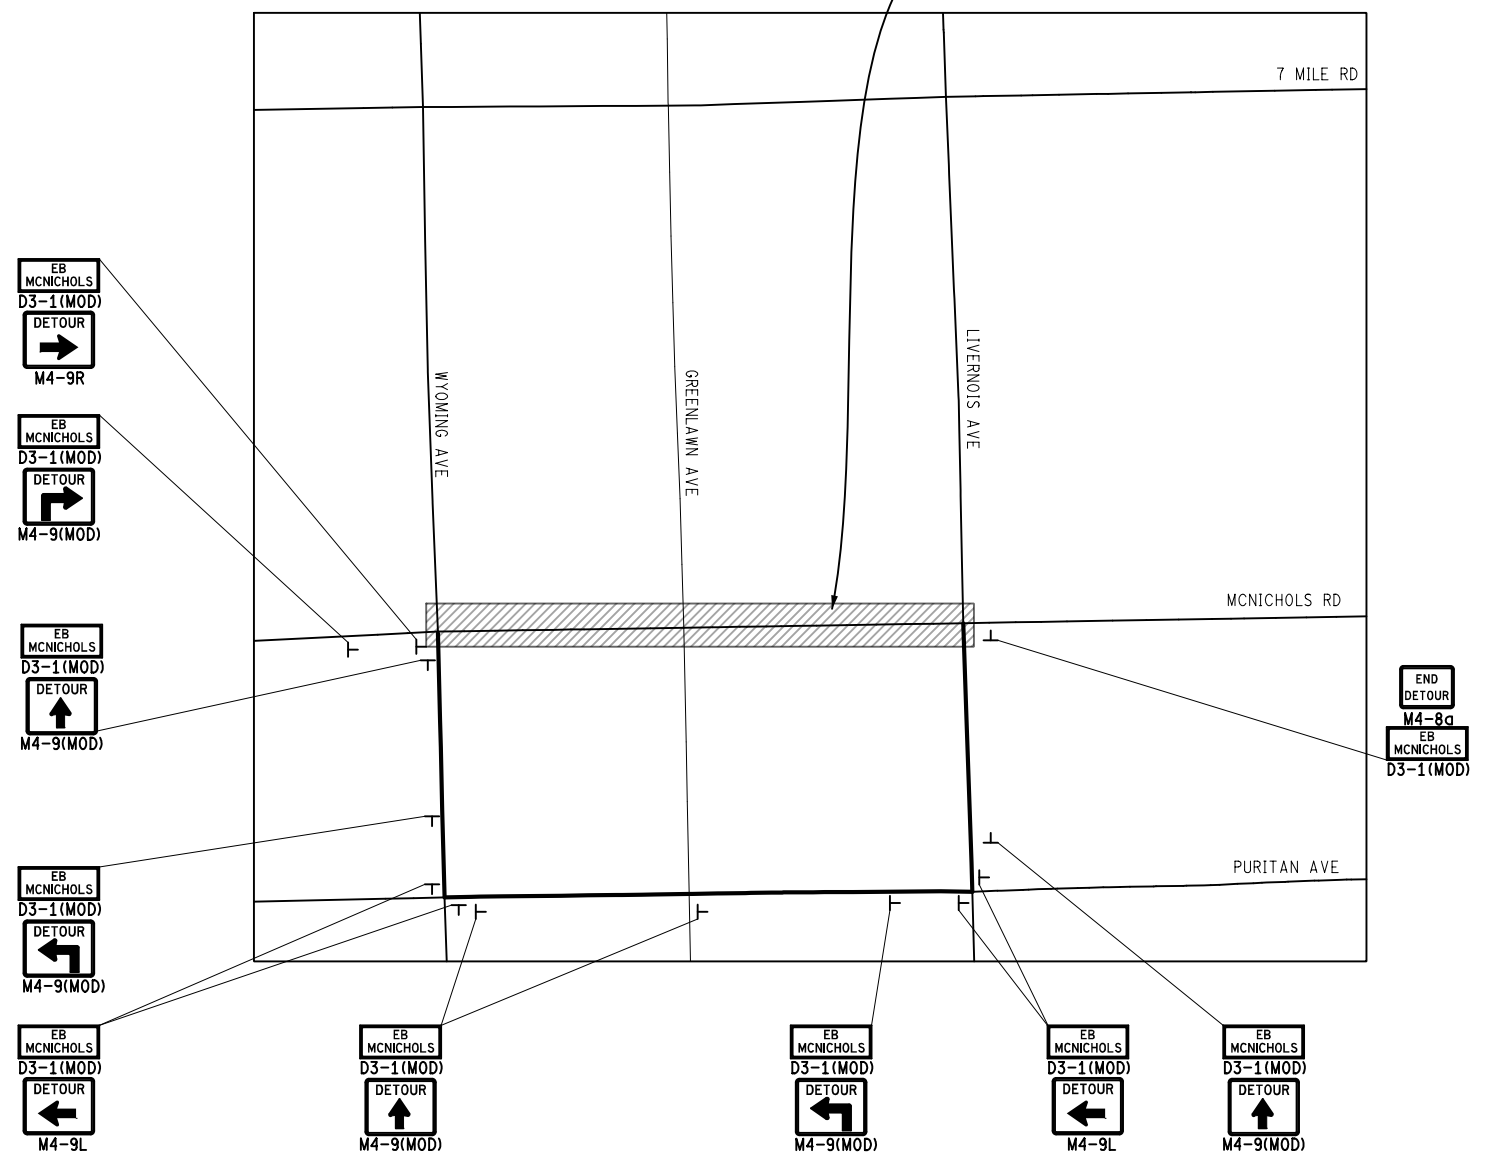 7 MILE RD
WYOMING AVE
GREENLAWN AVE
LIVERNOIS AVE
MCNICHOLS RD
PURITAN AVE
EB
MCNICHOLS
D3-1(MOD)
DETOUR
M4-9R
EB
MCNICHOLS
D3-1(MOD)
DETOUR
M4-9(MOD)
EB
MCNICHOLS
D3-1(MOD)
DETOUR
M4-9(MOD)
EB
MCNICHOLS
D3-1(MOD)
DETOUR
M4-9(MOD)
EB
MCNICHOLS
D3-1(MOD)
DETOUR
M4-9L
EB
MCNICHOLS
D3-1(MOD)
DETOUR
M4-9(MOD)
EB
MCNICHOLS
D3-1(MOD)
DETOUR
M4-9(MOD)
EB
MCNICHOLS
D3-1(MOD)
DETOUR
M4-9L
EB
MCNICHOLS
D3-1(MOD)
DETOUR
M4-9(MOD)
END
DETOUR
M4-8a
EB
MCNICHOLS
D3-1(MOD)